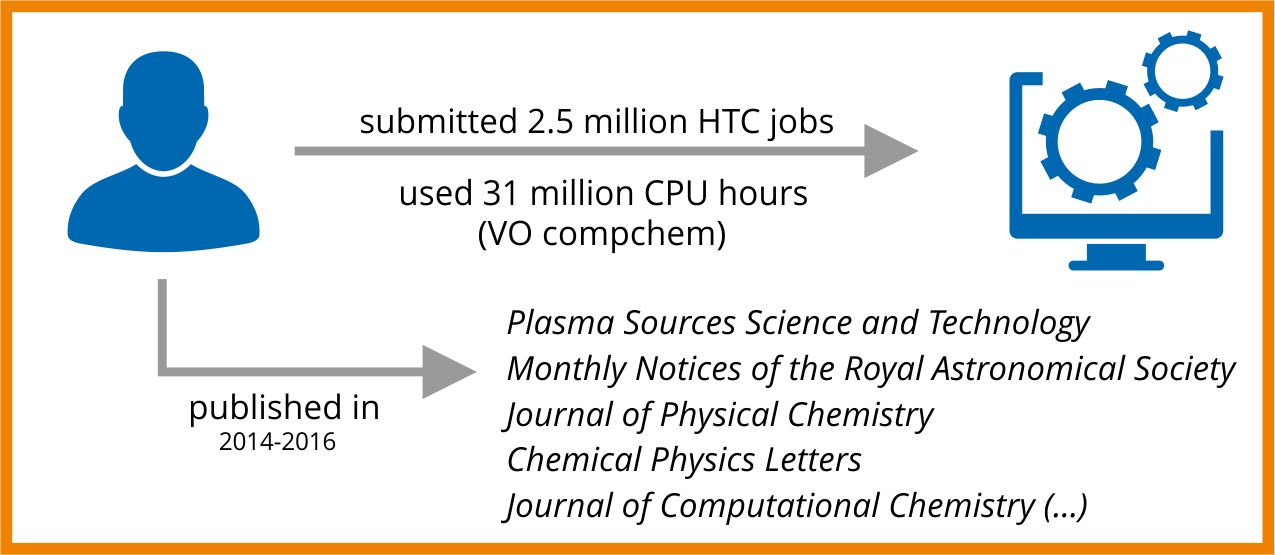 submitted 2.5 million HTC jobs
used 31 million CPU hours
(VO compchem)
published in
2014-2016
Plasma Sources Science and Technology
Monthly Notices of the Royal Astronomical Society
Journal of Physical Chemistry
Chemical Physics Letters
Journal of Computational Chemistry (...)